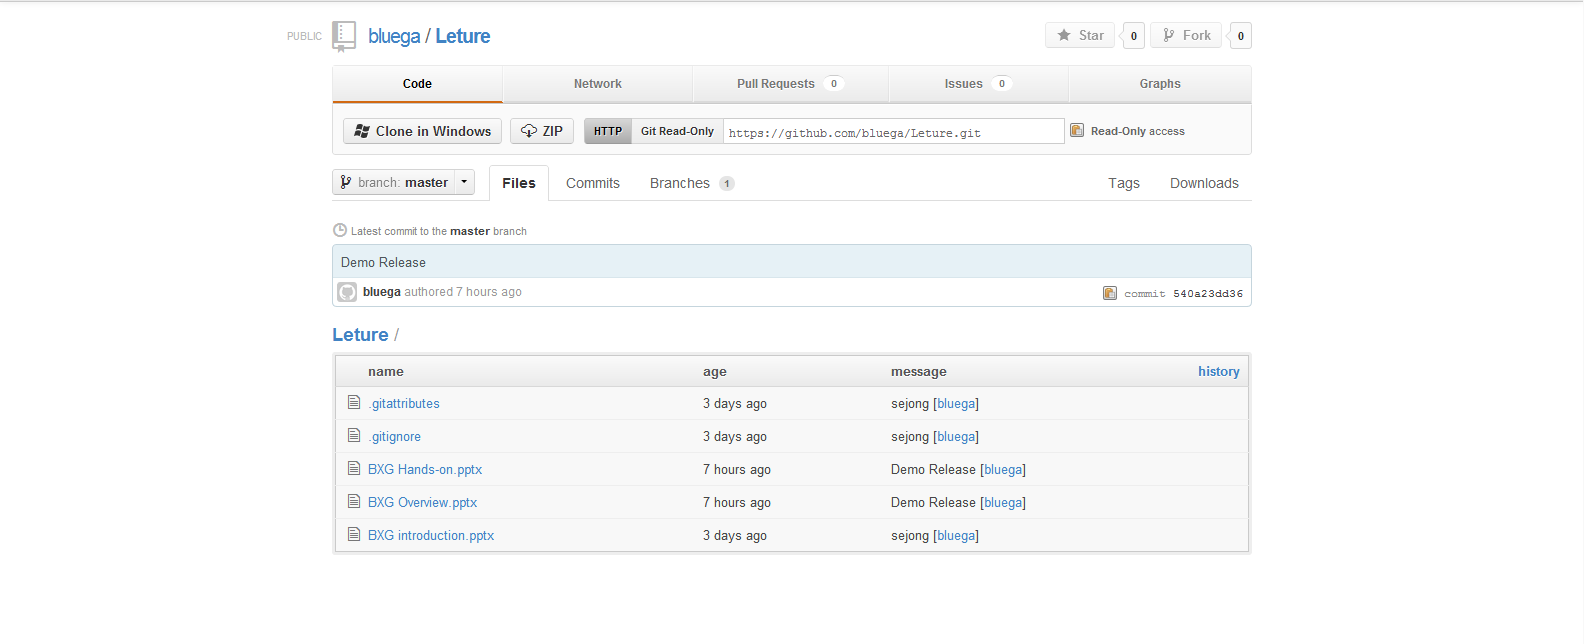 PUBLIC bluega / Leture Star 0 Fork 0
Code Network Pull Requests 0 Issues 0 Graphs
Clone in Windows ZIP HTTP Git Read-Only https://github.com/bluega/Leture.git Read-Only access
branch: master Files Commits Branches 1 Tags Downloads
Latest commit to the master branch
Demo Release
bluega authored 7 hours ago commit 540a23dd36
Leture /
name age message history
.gitattributes 3 days ago sejong [bluega]
.gitignore 3 days ago sejong [bluega]
BXG Hands-on.pptx 7 hours ago Demo Release [bluega]
BXG Overview.pptx 7 hours ago Demo Release [bluega]
BXG introduction.pptx 3 days ago sejong [bluega]